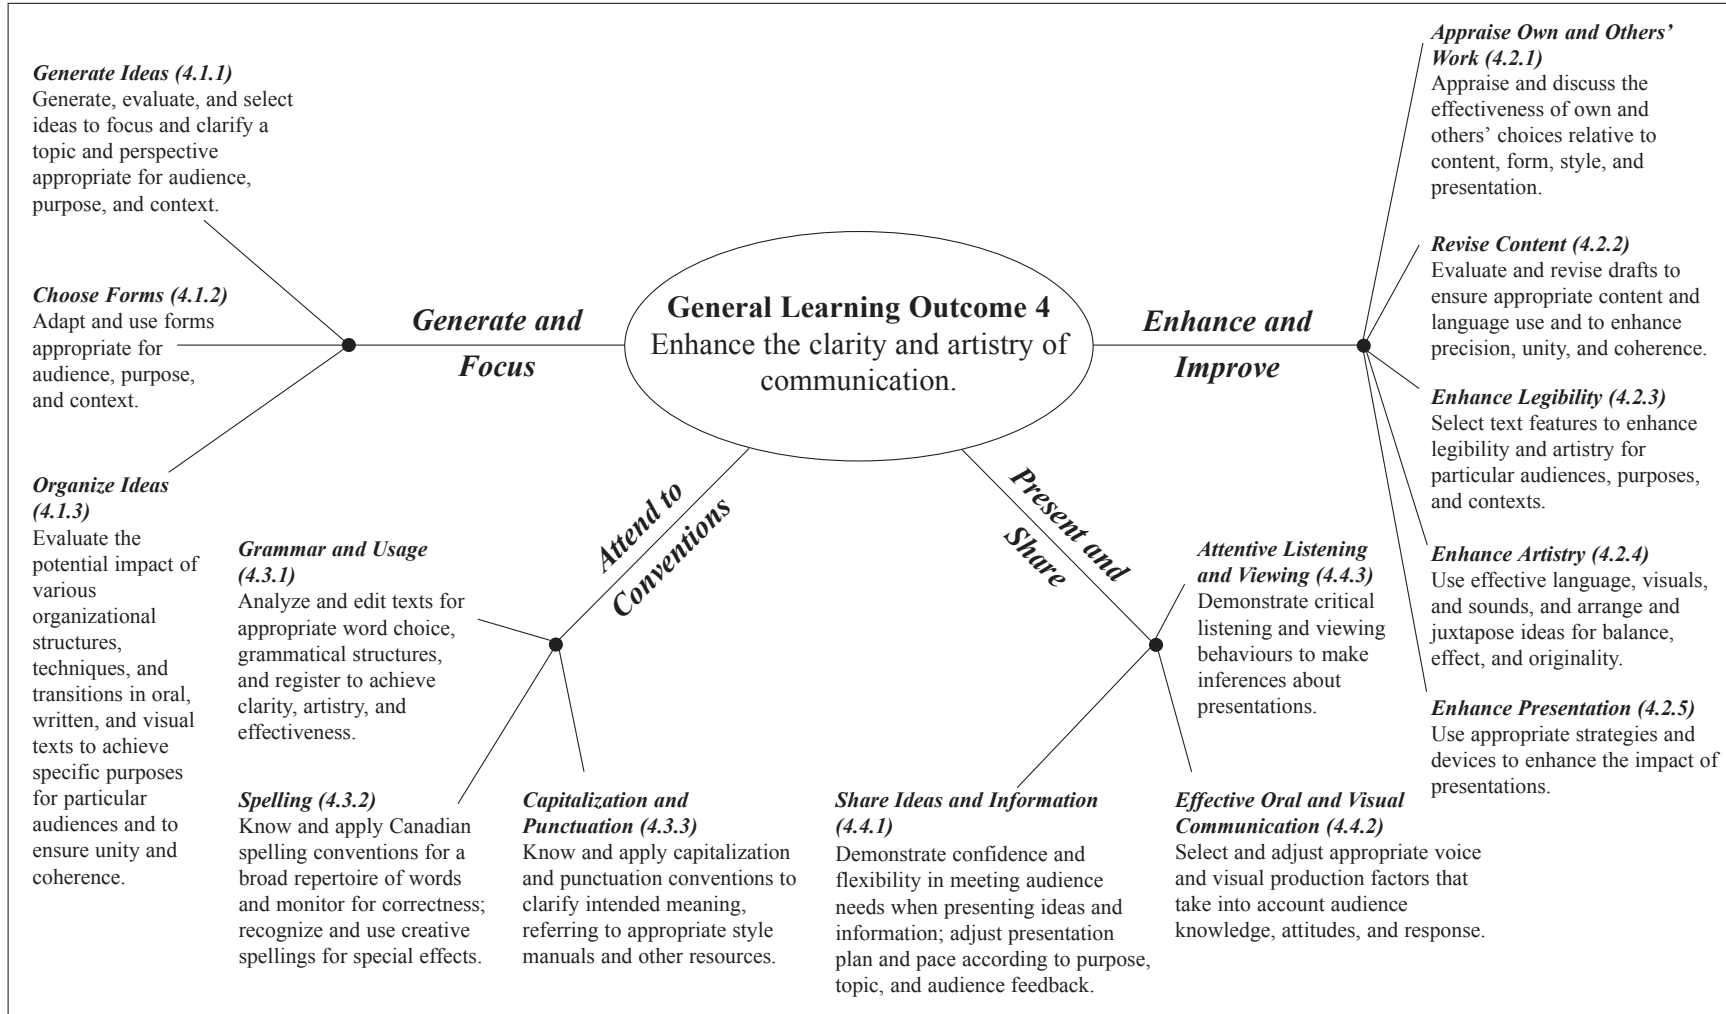 General Learning Outcome 4
Enhance the clarity and artistry of
communication.
Generate and
Focus
Generate Ideas (4.1.1)
Generate, evaluate, and select
ideas to focus and clarify a
topic and perspective
appropriate for audience,
purpose, and context.
Choose Forms (4.1.2)
Adapt and use forms
appropriate for
audience, purpose,
and context.
Organize Ideas
(4.1.3)
Evaluate the
potential impact of
various
organizational
structures,
techniques, and
transitions in oral,
written, and visual
texts to achieve
specific purposes
for particular
audiences and to
ensure unity and
coherence.
Enhance and
Improve
Appraise Own and Others’
Work (4.2.1)
Appraise and discuss the
effectiveness of own and
others’ choices relative to
content, form, style, and
presentation.
Revise Content (4.2.2)
Evaluate and revise drafts to
ensure appropriate content and
language use and to enhance
precision, unity, and coherence.
Enhance Legibility (4.2.3)
Select text features to enhance
legibility and artistry for
particular audiences, purposes,
and contexts.
Enhance Artistry (4.2.4)
Use effective language, visuals,
and sounds, and arrange and
juxtapose ideas for balance,
effect, and originality.
Enhance Presentation (4.2.5)
Use appropriate strategies and
devices to enhance the impact of
presentations.
Attend to
Conventions
Grammar and Usage
(4.3.1)
Analyze and edit texts for
appropriate word choice,
grammatical structures,
and register to achieve
clarity, artistry, and
effectiveness.
Spelling (4.3.2)
Know and apply Canadian
spelling conventions for a
broad repertoire of words
and monitor for correctness;
recognize and use creative
spellings for special effects.
Capitalization and
Punctuation (4.3.3)
Know and apply capitalization
and punctuation conventions to
clarify intended meaning,
referring to appropriate style
manuals and other resources.
Present and
Share
Share Ideas and Information
(4.4.1)
Demonstrate confidence and
flexibility in meeting audience
needs when presenting ideas and
information; adjust presentation
plan and pace according to purpose,
topic, and audience feedback.
Effective Oral and Visual
Communication (4.4.2)
Select and adjust appropriate voice
and visual production factors that
take into account audience
knowledge, attitudes, and response.
Attentive Listening
and Viewing (4.4.3)
Demonstrate critical
listening and viewing
behaviours to make
inferences about
presentations.